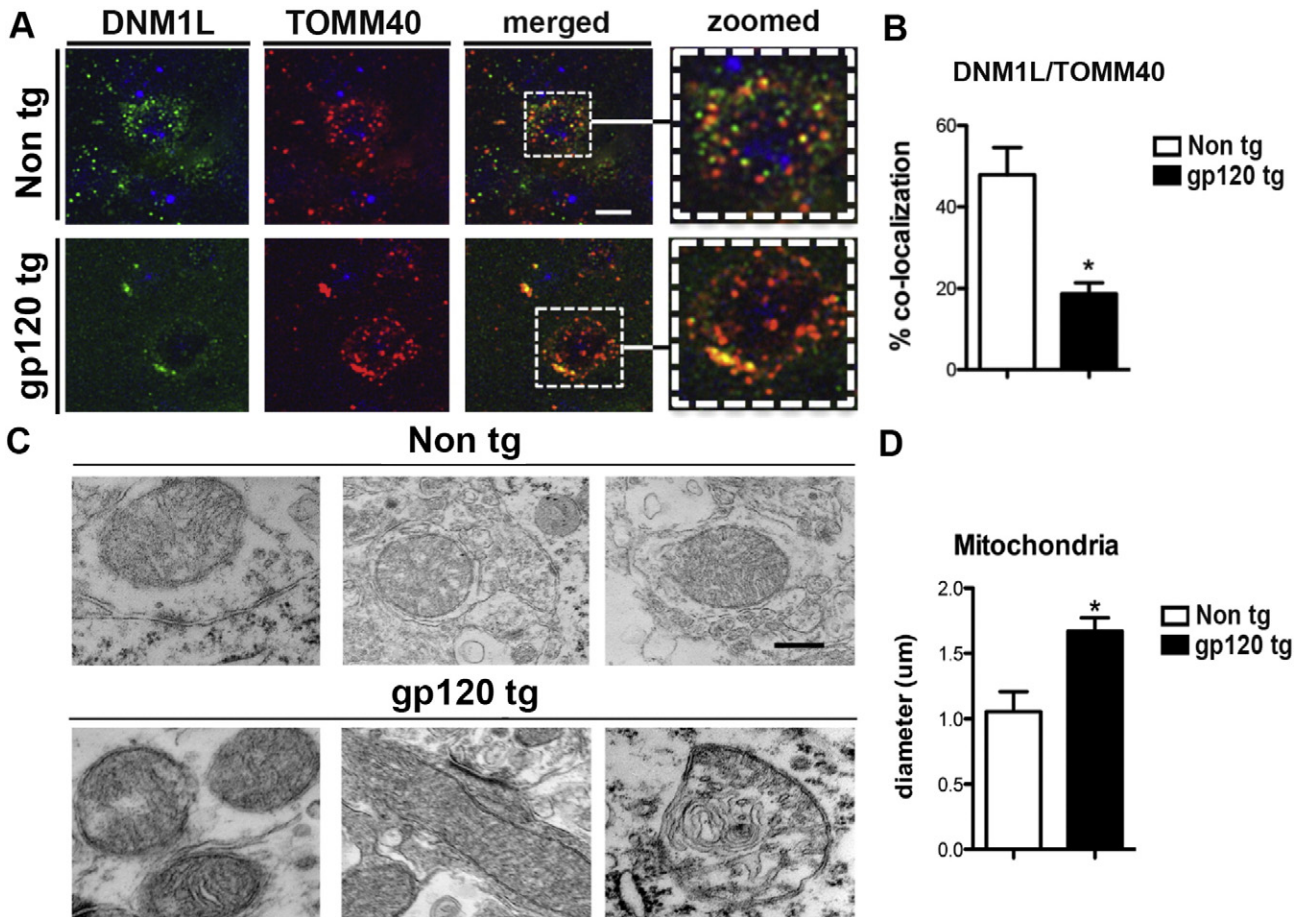 A
DNM1L TOMM40 merged zoomed
Non tg
gp120 tg
B
DNM1L/TOMM40
% co-localization
60
40
20
0
*
Non tg
gp120 tg
C
Non tg
gp120 tg
D
Mitochondria
diameter (um)
2.0
1.5
1.0
0.5
0.0
*
Non tg
gp120 tg